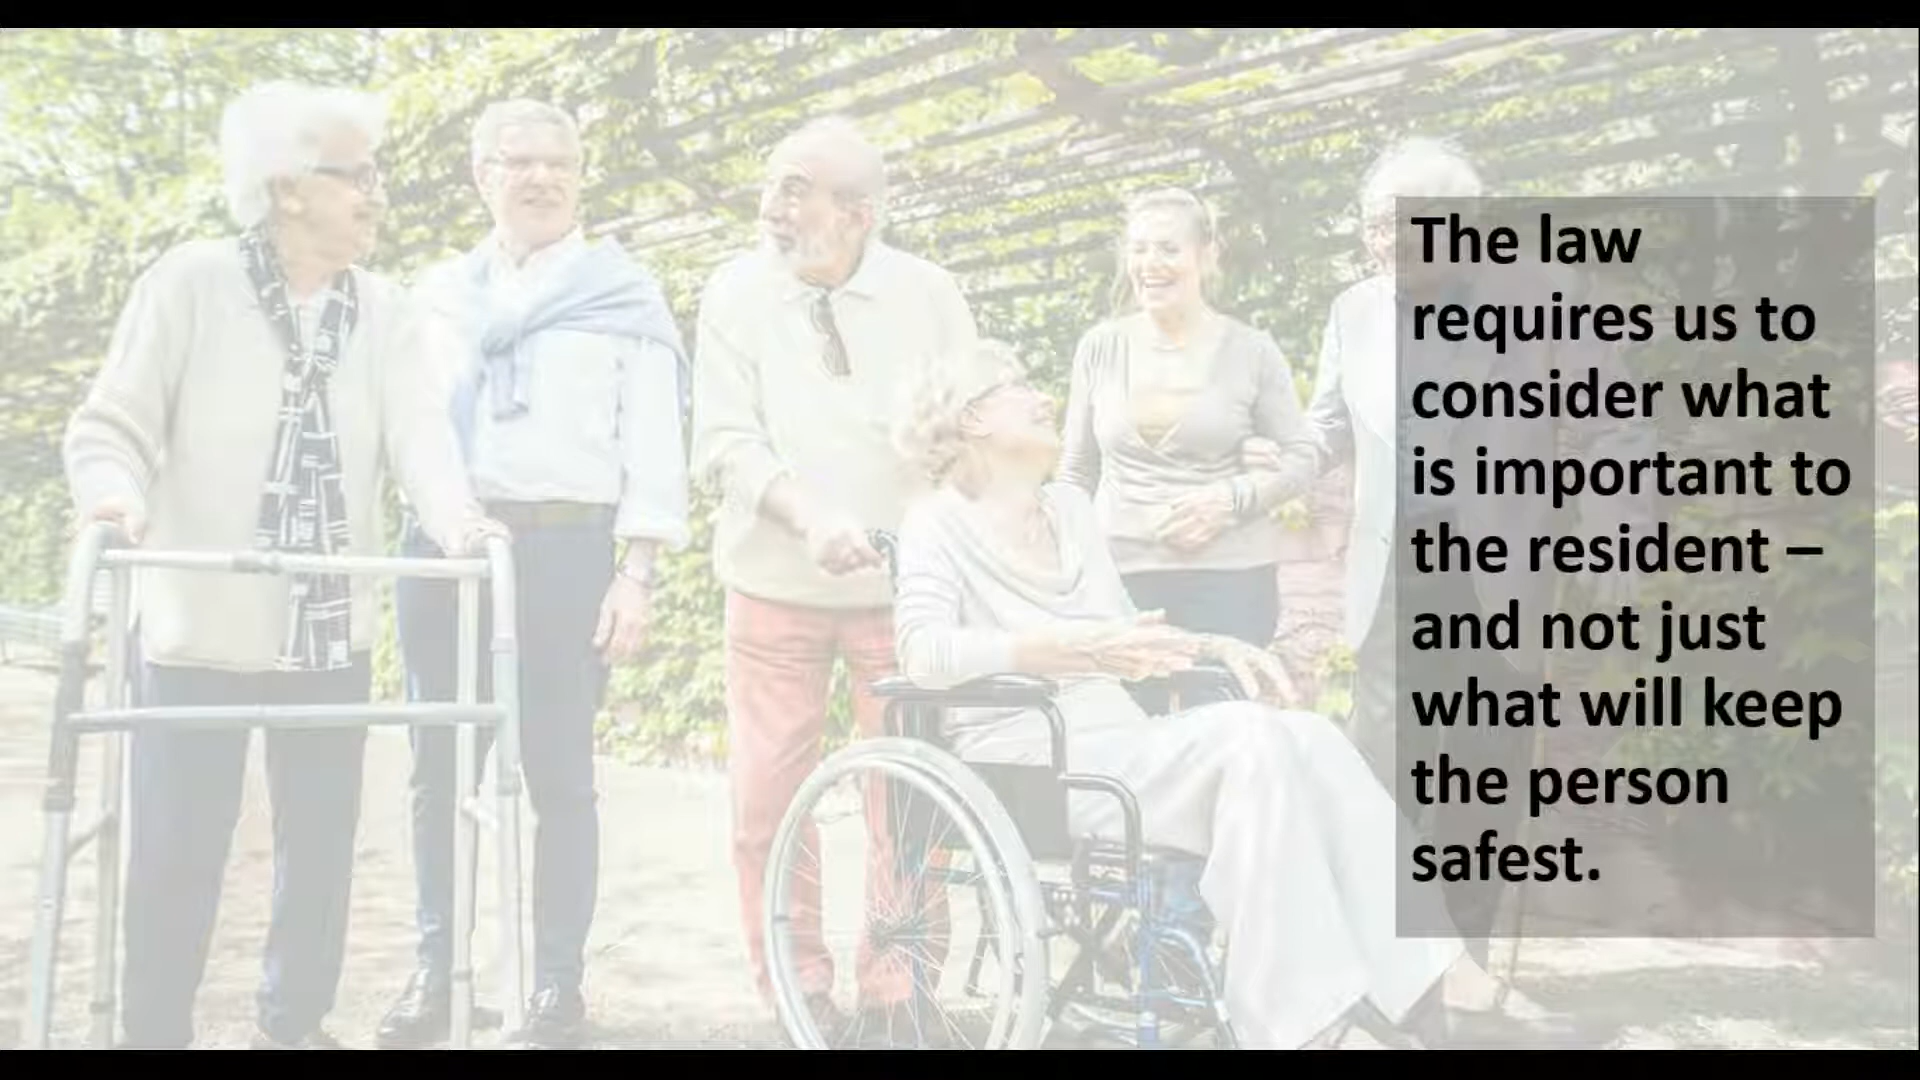 The law
requires us to
consider what
is important to
the resident –
and not just
what will keep
the person
safest.